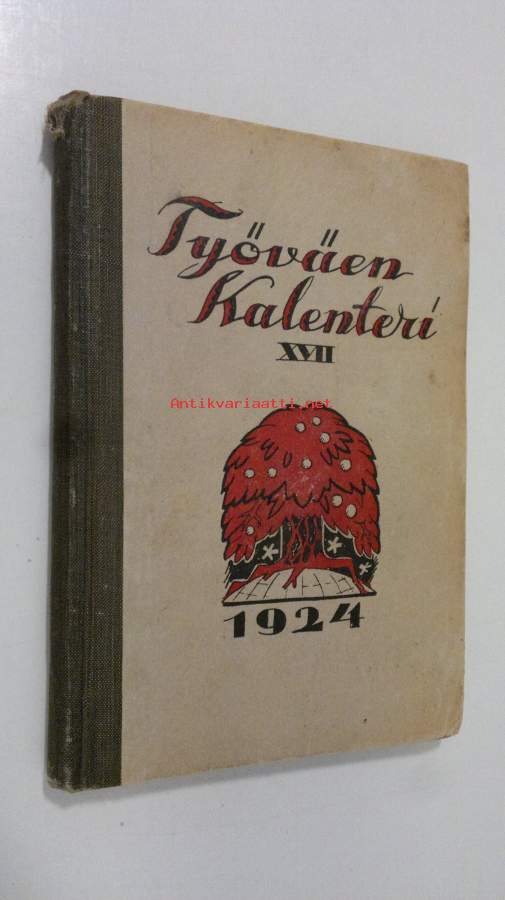 Työväen
Kalenteri
XVII
Antikvariaatti.net
1924